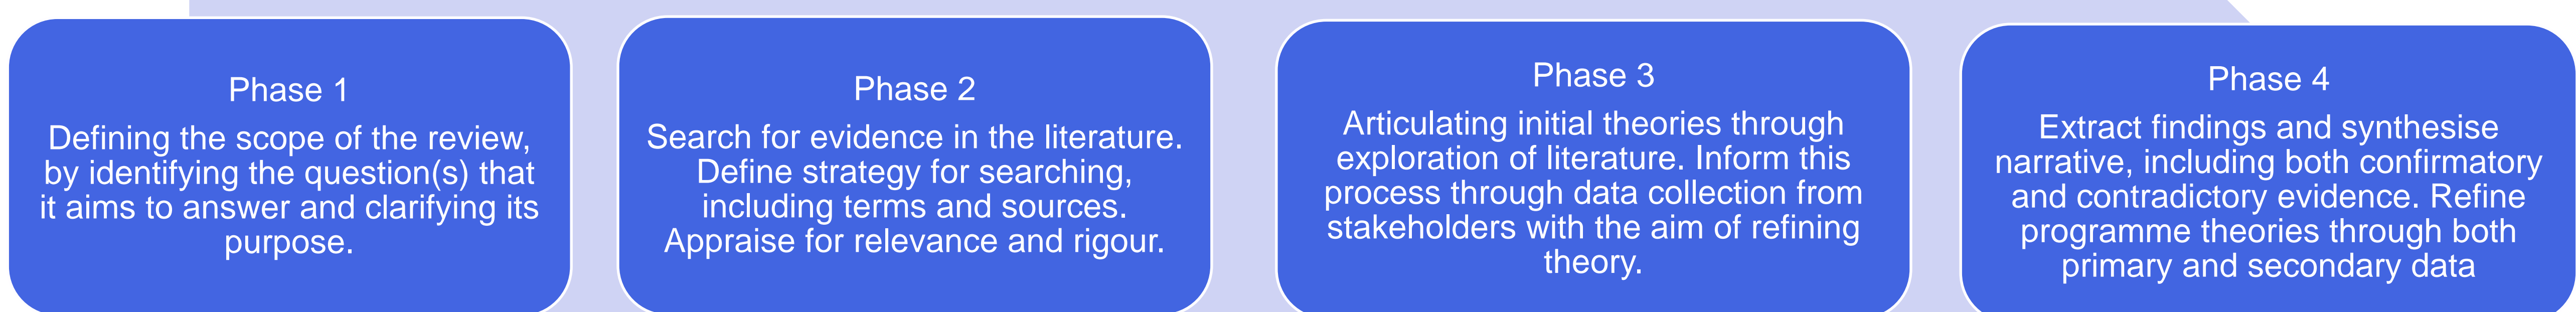 Phase 1
Defining the scope of the review,
by identifying the question(s) that
it aims to answer and clarifying its
purpose.
Phase 2
Search for evidence in the literature.
Define strategy for searching,
including terms and sources.
Appraise for relevance and rigour.
Phase 3
Articulating initial theories through
exploration of literature. Inform this
process through data collection from
stakeholders with the aim of refining
theory.
Phase 4
Extract findings and synthesise
narrative, including both confirmatory
and contradictory evidence. Refine
programme theories through both
primary and secondary data